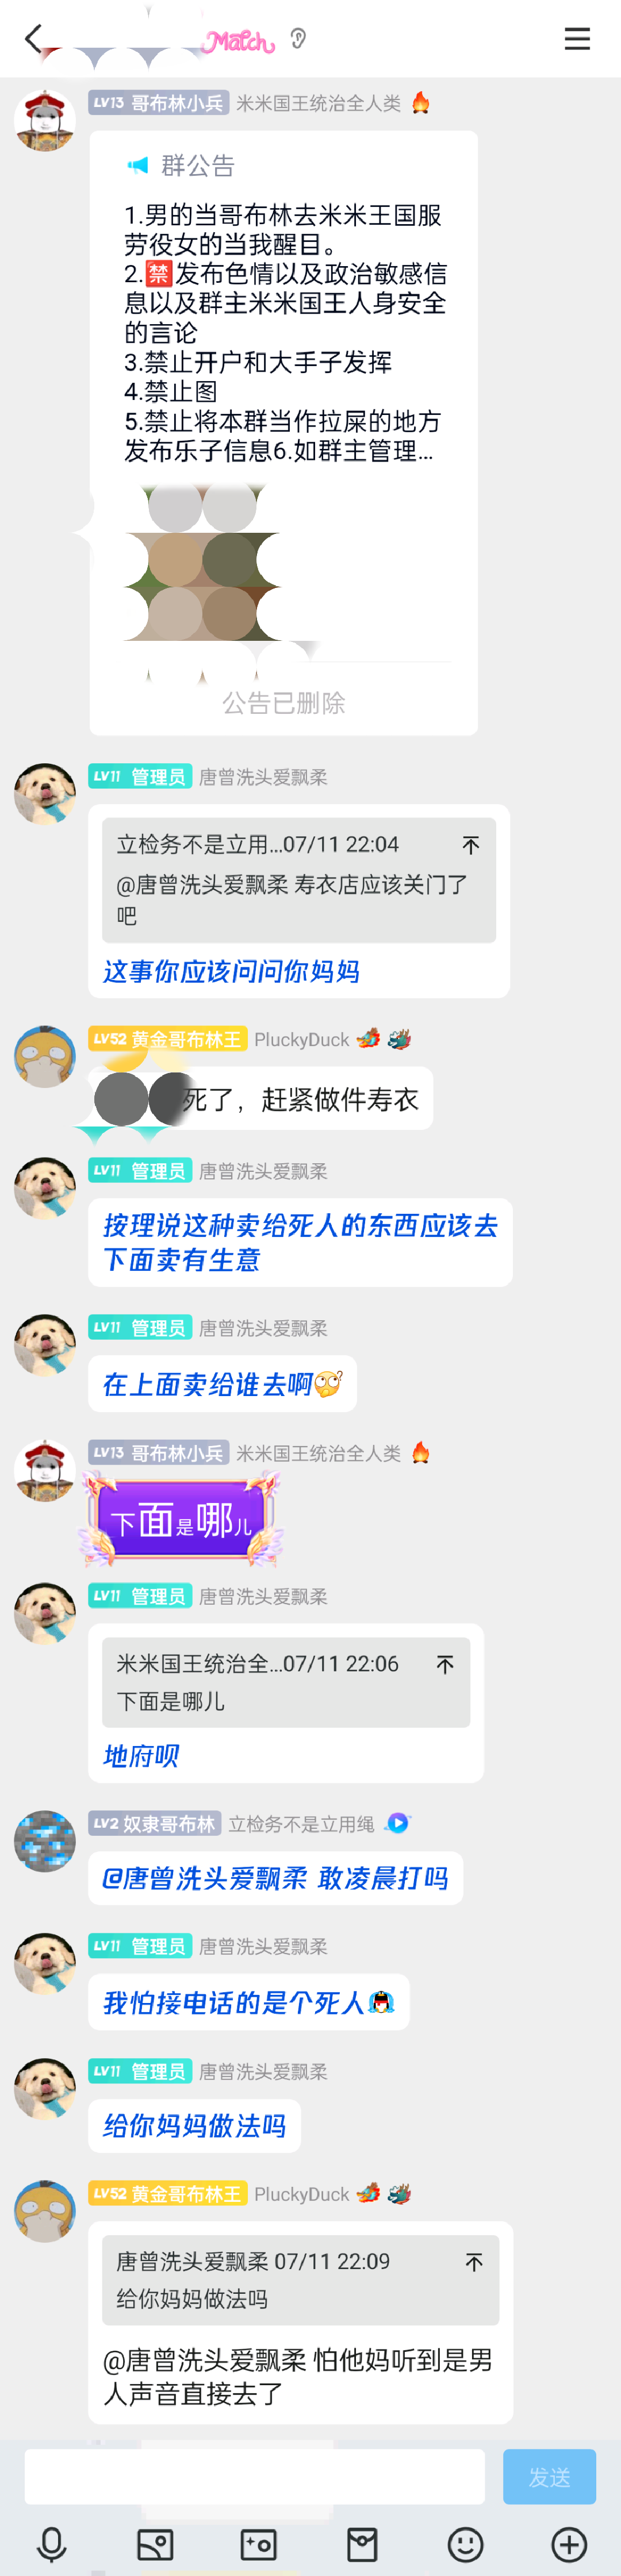 Match
LV13 哥布林小兵 米米国王统治全人类
群公告
1.男的当哥布林去米米王国服
劳役女的当我醒目。
2.禁发布色情以及政治敏感信
息以及群主米米国王人身安全
的言论
3.禁止开户和大手子发挥
4.禁止图
5.禁止将本群当作拉屎的地方
发布乐子信息6.如群主管理...
公告已删除
LV11 管理员 唐曾洗头爱飘柔
立检务不是立用...07/11 22:04
@唐曾洗头爱飘柔 寿衣店应该关门了
吧
这事你应该问问你妈妈
LV52 黄金哥布林王 PluckyDuck
死了，赶紧做件寿衣
LV11 管理员 唐曾洗头爱飘柔
按理说这种卖给死人的东西应该去
下面卖有生意
LV11 管理员 唐曾洗头爱飘柔
在上面卖给谁去啊
LV13 哥布林小兵 米米国王统治全人类
下面是哪儿
LV11 管理员 唐曾洗头爱飘柔
米米国王统治全...07/11 22:06
下面是哪儿
地府呗
LV2 奴隶哥布林 立检务不是立用绳
@唐曾洗头爱飘柔 敢凌晨打吗
LV11 管理员 唐曾洗头爱飘柔
我怕接电话的是个死人
LV11 管理员 唐曾洗头爱飘柔
给你妈妈做法吗
LV52 黄金哥布林王 PluckyDuck
唐曾洗头爱飘柔 07/11 22:09
给你妈妈做法吗
@唐曾洗头爱飘柔 怕他妈听到是男
人声音直接去了
发送